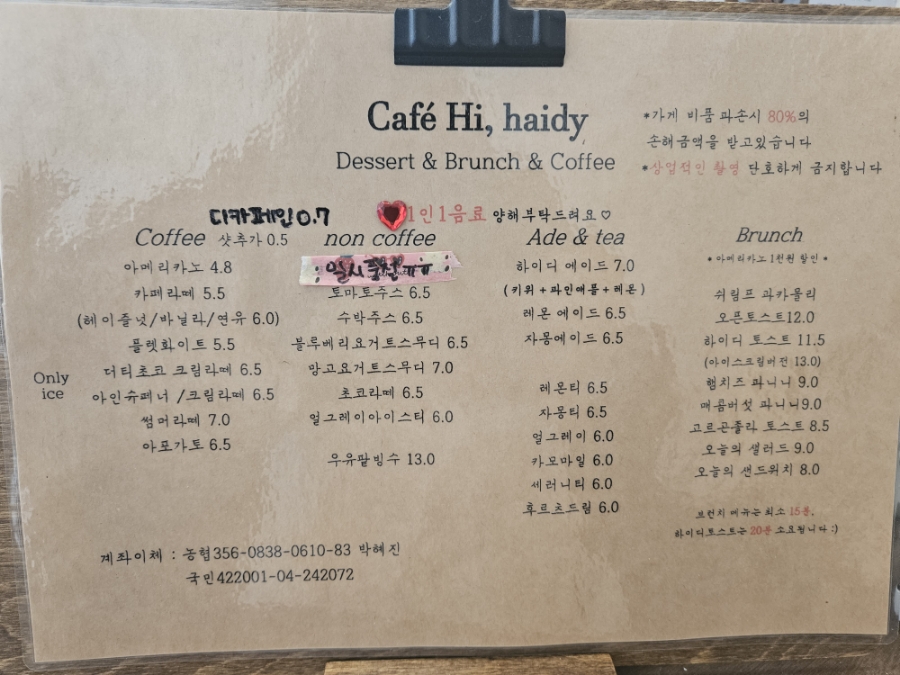 Café Hi, haidy
Dessert & Brunch & Coffee
*가게 비품 파손시 80%의
손해금액을 받고있습니다
*상업적인 촬영 단호하게 금지합니다
1인1음료 양해부탁드려요♡
디카페인0.7
Coffee 샷추가 0.5
아메리카노 4.8
카페라떼 5.5
(헤이즐넛/바닐라/연유 6.0)
플렛화이트 5.5
더티초코 크림라떼 6.5
Only
ice
아인슈페너 /크림라떼 6.5
썸머라떼 7.0
아포가토 6.5
non coffee
일시품절ㅠㅠ
토마토주스 6.5
수박주스 6.5
블루베리요거트스무디 6.5
망고요거트스무디 7.0
초코라떼 6.5
얼그레이아이스티 6.0
우유팥빙수 13.0
Ade & tea
하이디 에이드 7.0
(키위+파인애플+레몬)
레몬 에이드 6.5
자몽에이드 6.5
레몬티 6.5
자몽티 6.5
얼그레이 6.0
카모마일 6.0
세러니티 6.0
후르츠드림 6.0
Brunch
* 아메리카노 1천원 할인 *
쉬림프 과카몰리
오픈토스트12.0
하이디 토스트 11.5
(아이스크림버전 13.0)
햄치즈 파니니 9.0
매콤버섯 파니니9.0
고르곤졸라 토스트 8.5
오늘의 샐러드 9.0
오늘의 샌드위치 8.0
브런치 메뉴는 최소 15분,
하이디토스트는 20분 소요됩니다 :)
계좌이체 : 농협356-0838-0610-83 박혜진
국민422001-04-242072